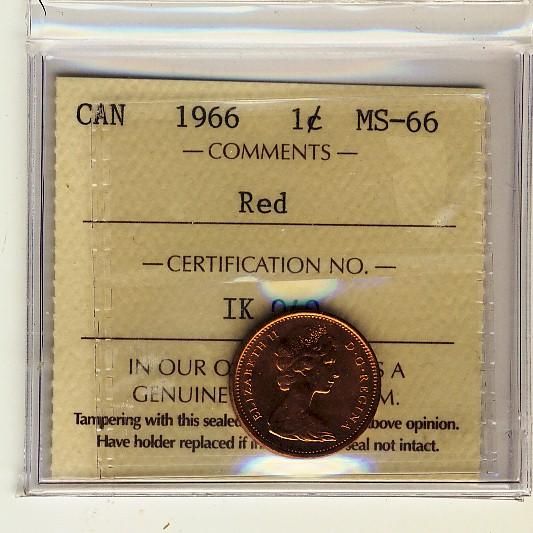 CAN 1966 1¢ MS-66
— COMMENTS —
Red
— CERTIFICATION NO. —
IK
IN OUR S A
GENUINE
Tampering with this sealed above opinion.
Have holder replaced if seal not intact.
ELIZABETH II D·G·REGINA